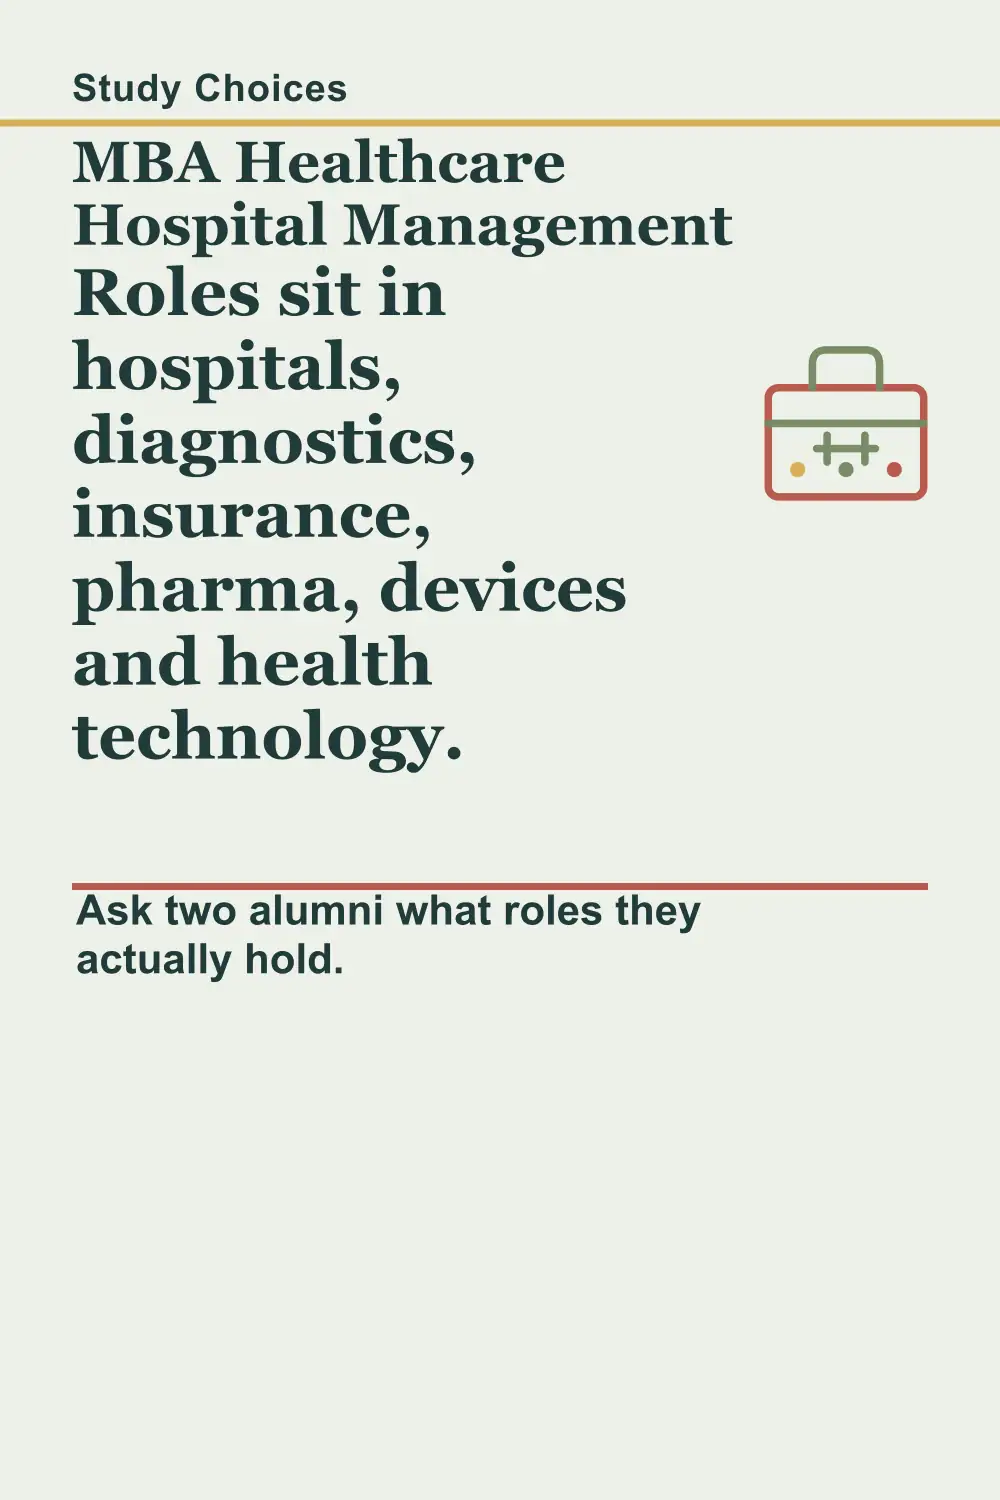 Study Choices
MBA Healthcare
Hospital Management
Roles sit in
hospitals,
diagnostics,
insurance,
pharma, devices
and health
technology.
Ask two alumni what roles they
actually hold.